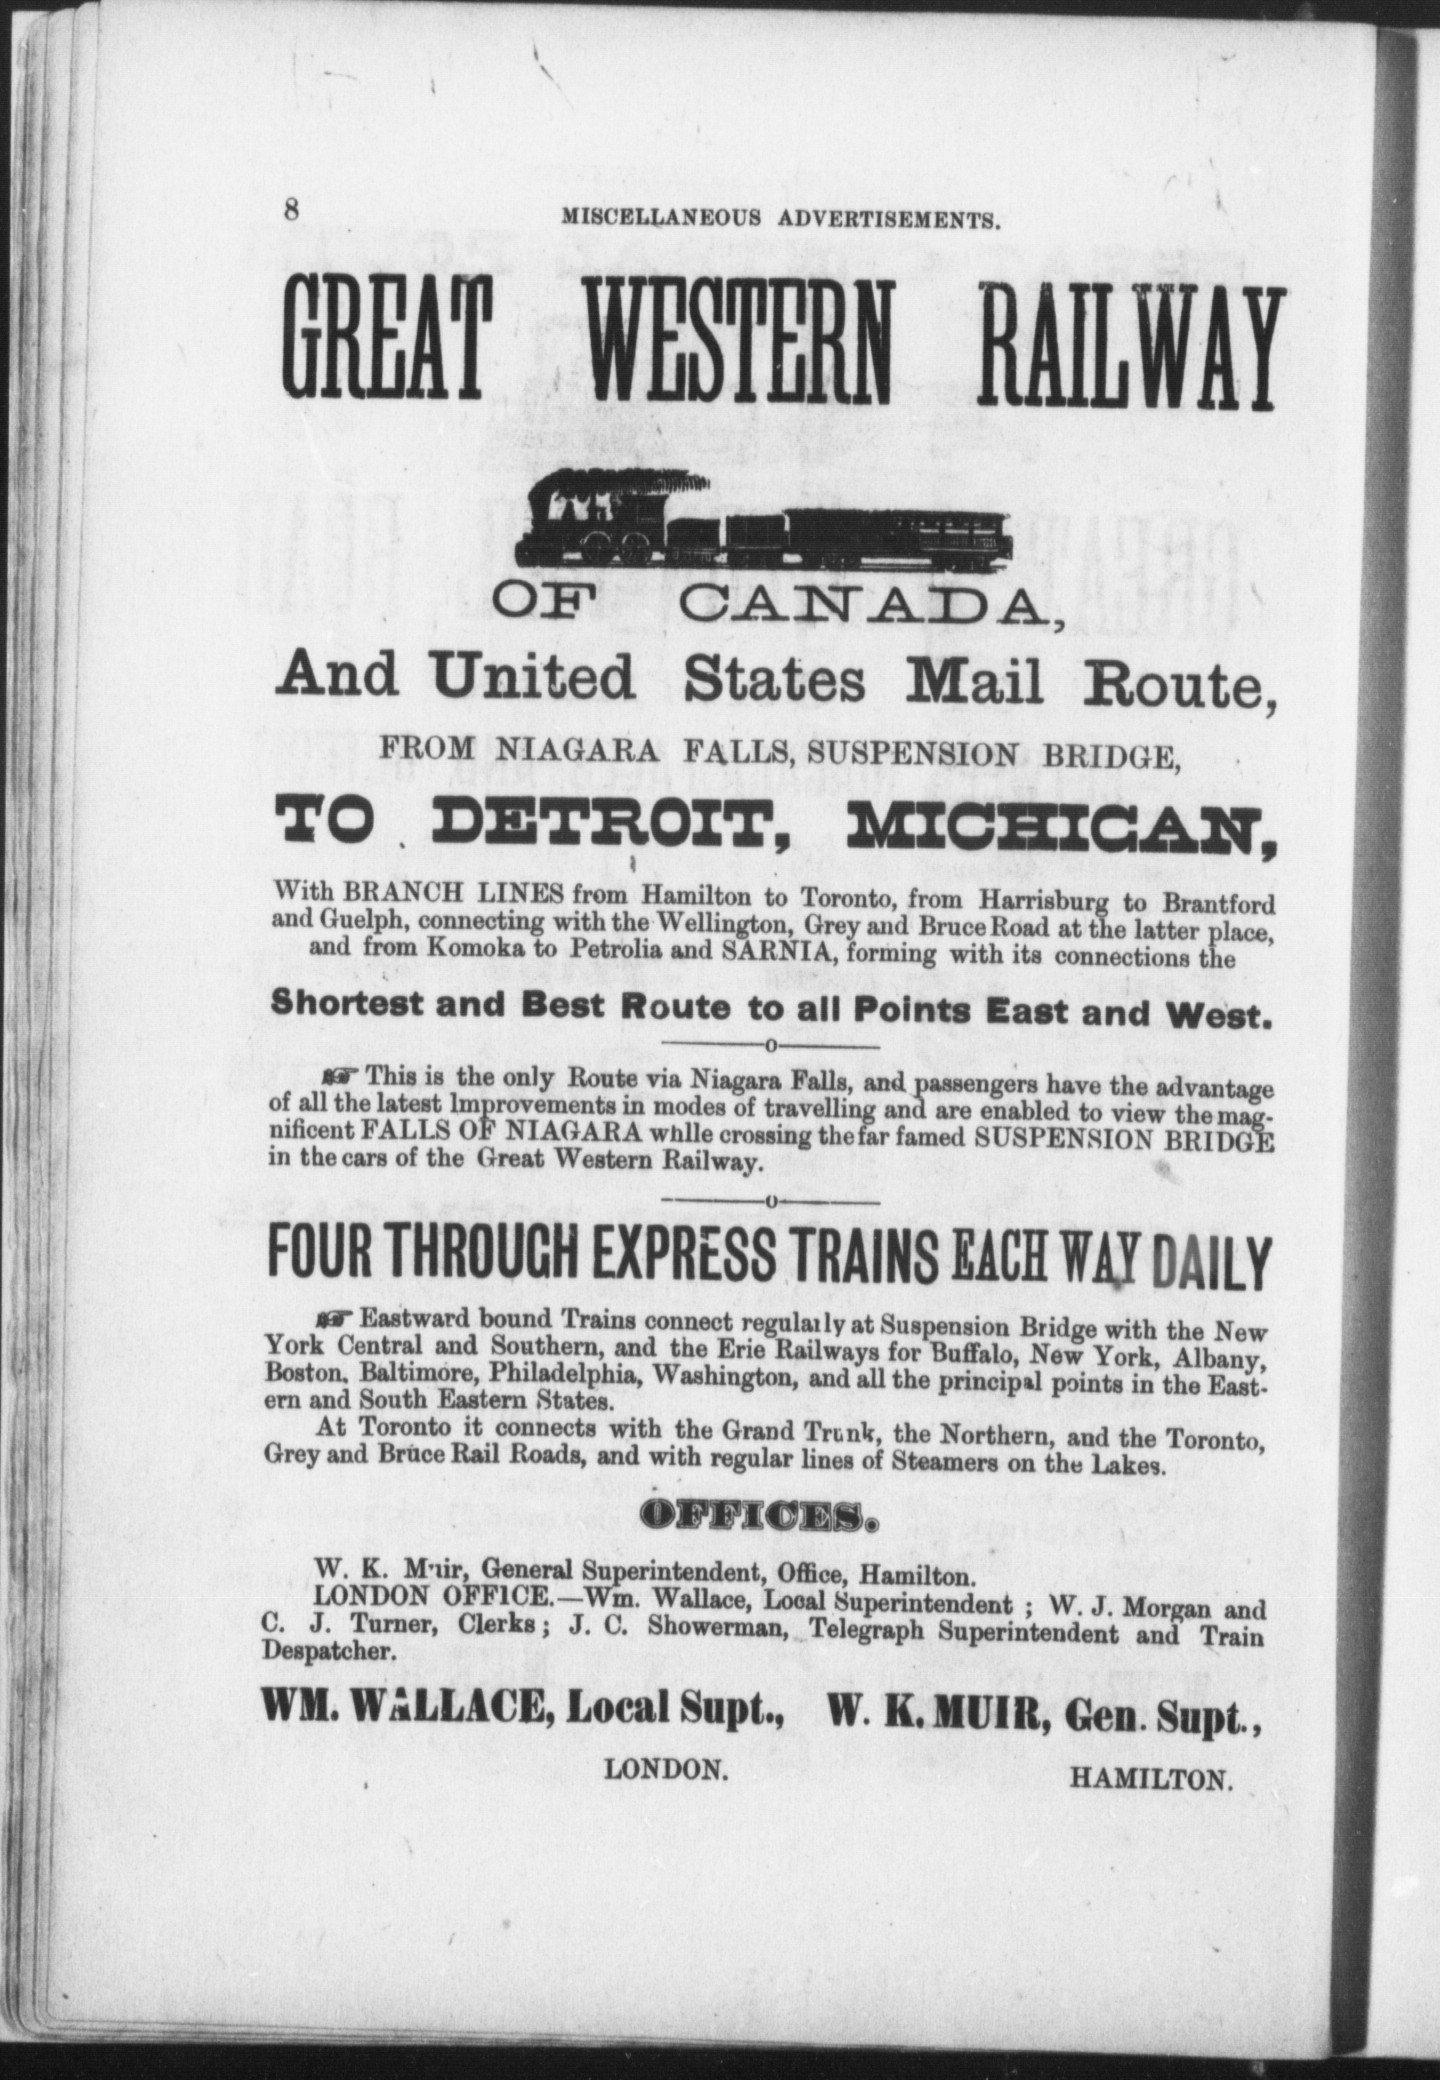 8
MISCELLANEOUS ADVERTISEMENTS.
GREAT WESTERN RAILWAY
OF CANADA,
And United States Mail Route,
FROM NIAGARA FALLS, SUSPENSION BRIDGE,
TO DETROIT, MICHICAN,
With BRANCH LINES from Hamilton to Toronto, from Harrisburg to Brantford
and Guelph, connecting with the Wellington, Grey and Bruce Road at the latter place,
and from Komoka to Petrolia and SARNIA, forming with its connections the
Shortest and Best Route to all Points East and West.
☞ This is the only Route via Niagara Falls, and passengers have the advantage
of all the latest Improvements in modes of travelling and are enabled to view the mag-
nificent FALLS OF NIAGARA while crossing the far famed SUSPENSION BRIDGE
in the cars of the Great Western Railway.
FOUR THROUGH EXPRESS TRAINS EACH WAY DAILY
☞ Eastward bound Trains connect regularly at Suspension Bridge with the New
York Central and Southern, and the Erie Railways for Buffalo, New York, Albany,
Boston, Baltimore, Philadelphia, Washington, and all the principal points in the East-
ern and South Eastern States.
At Toronto it connects with the Grand Trunk, the Northern, and the Toronto,
Grey and Bruce Rail Roads, and with regular lines of Steamers on the Lakes.
OFFICES.
W. K. Muir, General Superintendent, Office, Hamilton.
LONDON OFFICE.—Wm. Wallace, Local Superintendent ; W. J. Morgan and
C. J. Turner, Clerks ; J. C. Showerman, Telegraph Superintendent and Train
Despatcher.
WM. WALLACE, Local Supt., W. K. MUIR, Gen. Supt.,
LONDON. HAMILTON.